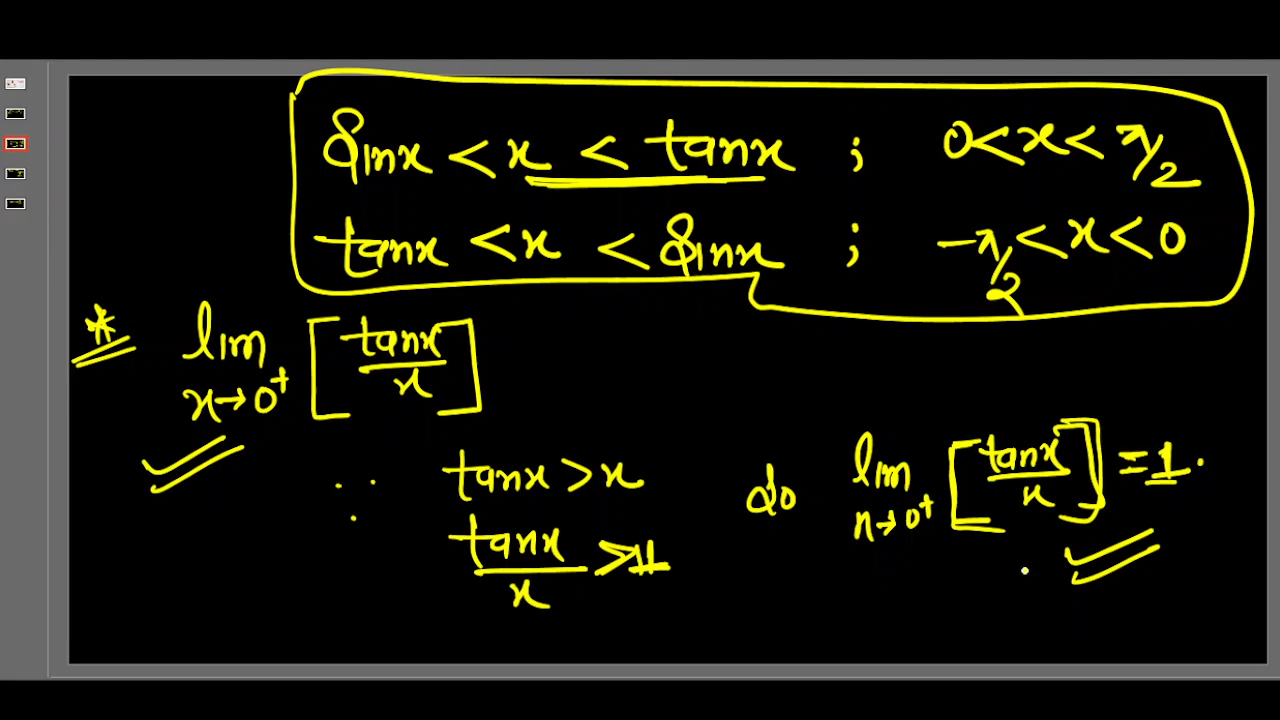 sinx < x < tanx ; 0 < x < π/2
tanx < x < sinx ; -π/2 < x < 0
* lim x→0⁺ [tanx/x]
∵ tanx > x
tanx/x > 1
so lim n→0⁺ [tanx/x] = 1.